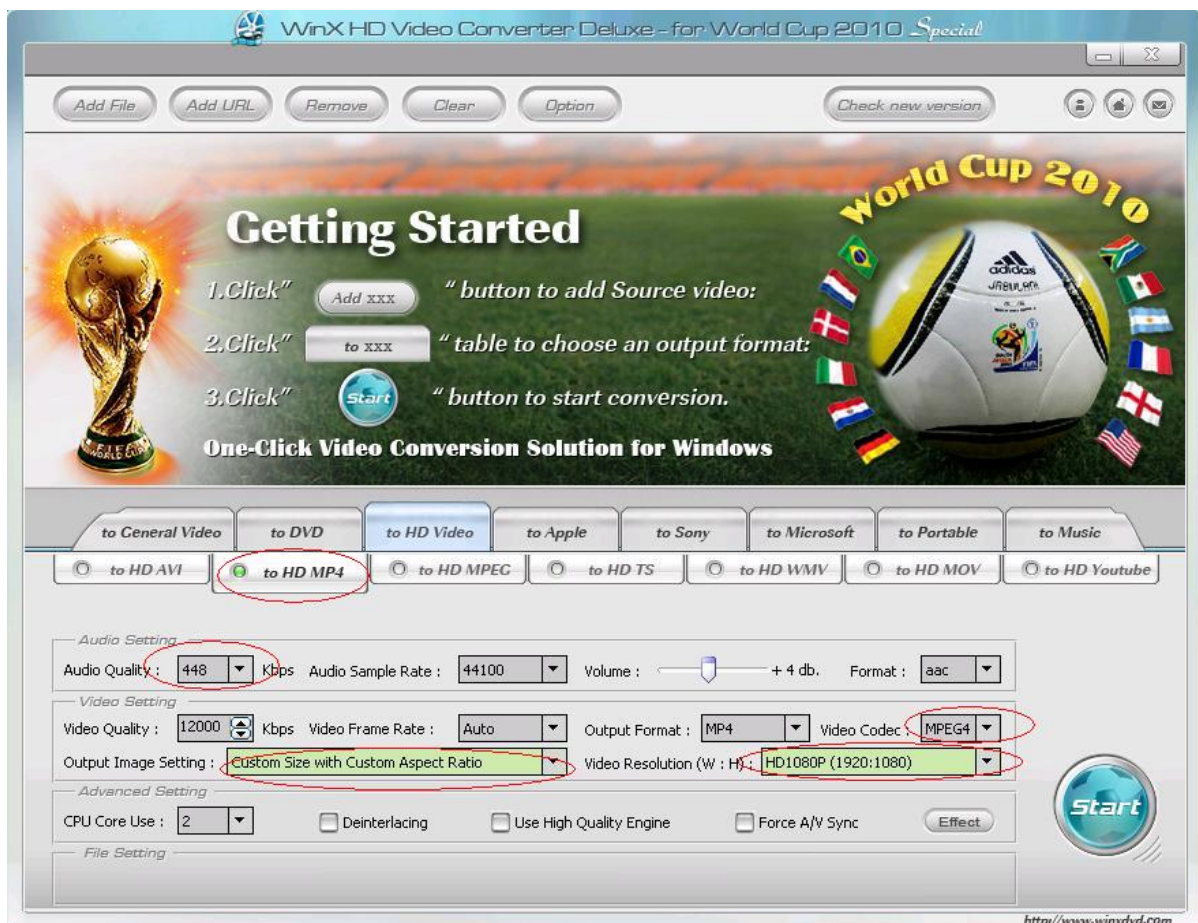 WinX HD Video Converter Deluxe - for World Cup 2010 Special
Add File Add URL Remove Clear Option Check new version
World Cup 2010
Getting Started
adidas
JABULANI
1.Click" Add xxx " button to add Source video:
2.Click" to xxx " table to choose an output format:
3.Click" Start " button to start conversion.
One-Click Video Conversion Solution for Windows
FIFA
WORLD CUP
to General Video to DVD to HD Video to Apple to Sony to Microsoft to Portable to Music
to HD AVI to HD MP4 to HD MPEG to HD TS to HD WMV to HD MOV to HD Youtube
Audio Setting
Audio Quality : 448 Kbps Audio Sample Rate : 44100 Volume : + 4 db. Format : aac
Video Setting
Video Quality : 12000 Kbps Video Frame Rate : Auto Output Format : MP4 Video Codec : MPEG4
Output Image Setting : Custom Size with Custom Aspect Ratio Video Resolution (W : H) : HD1080P (1920:1080)
Advanced Setting
CPU Core Use : 2 Deinterlacing Use High Quality Engine Force A/V Sync Effect
Start
File Setting
http://www.winxdvd.com